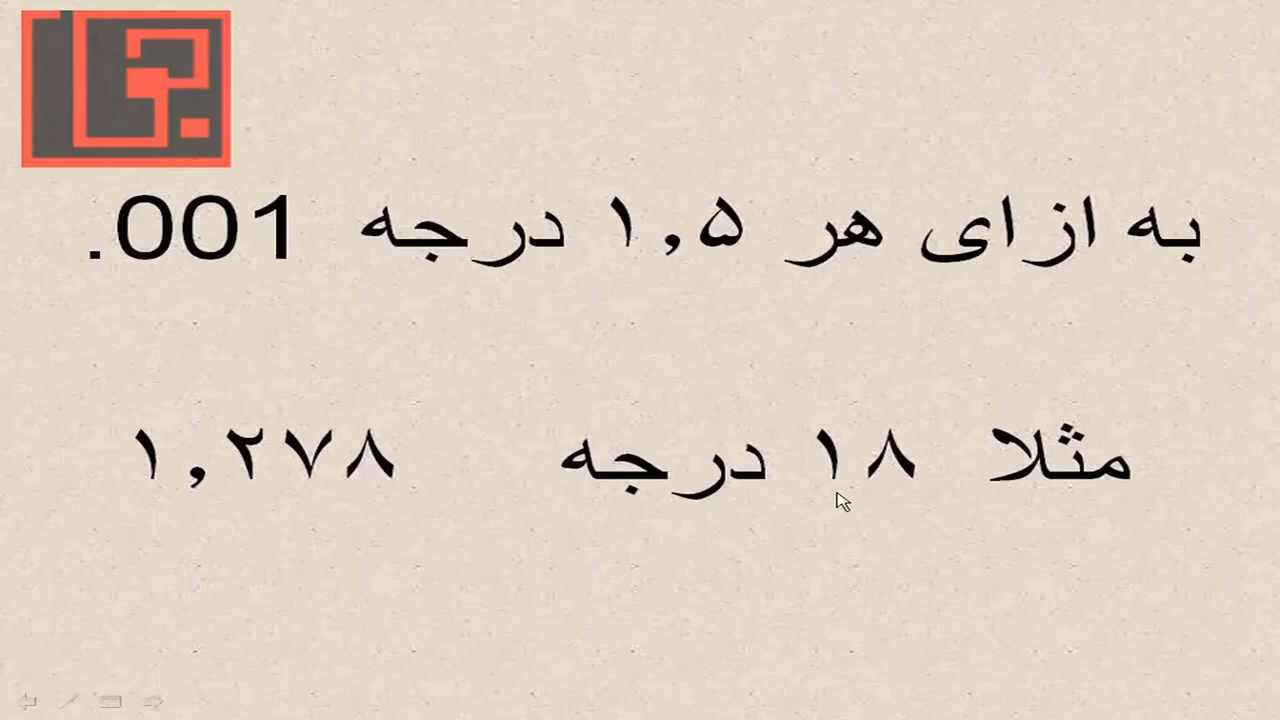 به ازای هر ۱٫۵ درجه .001
مثلا ۱۸ درجه ۱٫۲۷۸